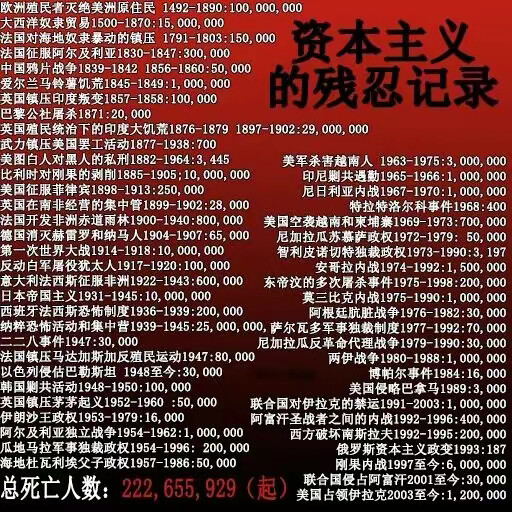 资本主义
的残忍记录
欧洲殖民者灭绝美洲原住民 1492-1890:100,000,000
大西洋奴隶贸易1500-1870:15,000,000
法国对海地奴隶暴动的镇压 1791-1803:150,000
法国征服阿尔及利亚1830-1847:300,000
中国鸦片战争1839-1842 1856-1860:50,000
爱尔兰马铃薯饥荒1845-1849:1,000,000
英国镇压印度叛变1857-1858:100,000
巴黎公社屠杀1871:20,000
英国殖民统治下的印度大饥荒1876-1879 1897-1902:29,000,000
武力镇压美国罢工活动1877-1938:700
美图白人对黑人的私刑1882-1964:3,445
比利时对刚果的剥削1885-1905;10,000,000
美国征服菲律宾1898-1913:250,000
英国在南非经营的集中管1899-1902:28,000
法国开发非洲赤道雨林1900-1940:800,000
德国消灭赫雷罗和纳马人1904-1907:65,000
第一次世界大战1914-1918:10,000,000
反动白军屠役犹太人1917-1920:100,000
意大利法西斯征服非洲1922-1943:600,000
日本帝国主义1931-1945:10,000,000
西班牙法西斯恐怖制度1936-1939:200,000
纳粹恐怖活动和集中營1939-1945:25,000,000
二二八事件1947:30,000
法国镇压马达加斯加反殖民运动1947:80,000
以色列侵估巴勒斯坦 1948至今:30,000
韩国剿共活动1948-1950:100,000
英国镇压茅茅起义1952-1960 :50,000
伊朗沙王政权1953-1979:16,000
阿尔及利亚独立战争1954-1962:1,000,000
瓜地马拉军事独裁政权1954-1996: 200,000
海地杜瓦利埃父子政权1957-1986:50,000
美军杀害越南人 1963-1975:3,000,000
印尼剿共遇勤1965-1966:1,000,000
尼日利亚内战1967-1970:1,000,000
特拉特洛尔科事件1968:400
美国空袭越南和柬埔寨1969-1973:700,000
尼加拉瓜苏慕萨政权1972-1979: 50,000
智利皮诺切特独裁政权1973-1990:3,197
安哥拉内战1974-1992:1,500,000
东帝汶的多次屠杀事件1975-1998:200,000
莫三比克内战1975-1990:1,000,000
阿根廷肮脏战争1976-1982:30,000
萨尔瓦多军事独裁制度1977-1992:70,000
尼加拉瓜反革命代理战争1979-1990:30,000
两伊战争1980-1988:1,000,000
博帕尔事件1984:16,000
美国侵略巴拿马1989:3,000
联合国对伊拉克的禁运1991-2003:1,000,000
阿富汗圣战者之间的内战1992-1996:400,000
西方破坏南斯拉夫1992-1995:200,000
俄罗斯资本主义政变1993:187
刚果内战1997至今:6,000,000
联合国侵占阿富汗2001至今:30,000
美国占领伊拉克2003至今:1,200,000
总死亡人数: 222,655,929（起）